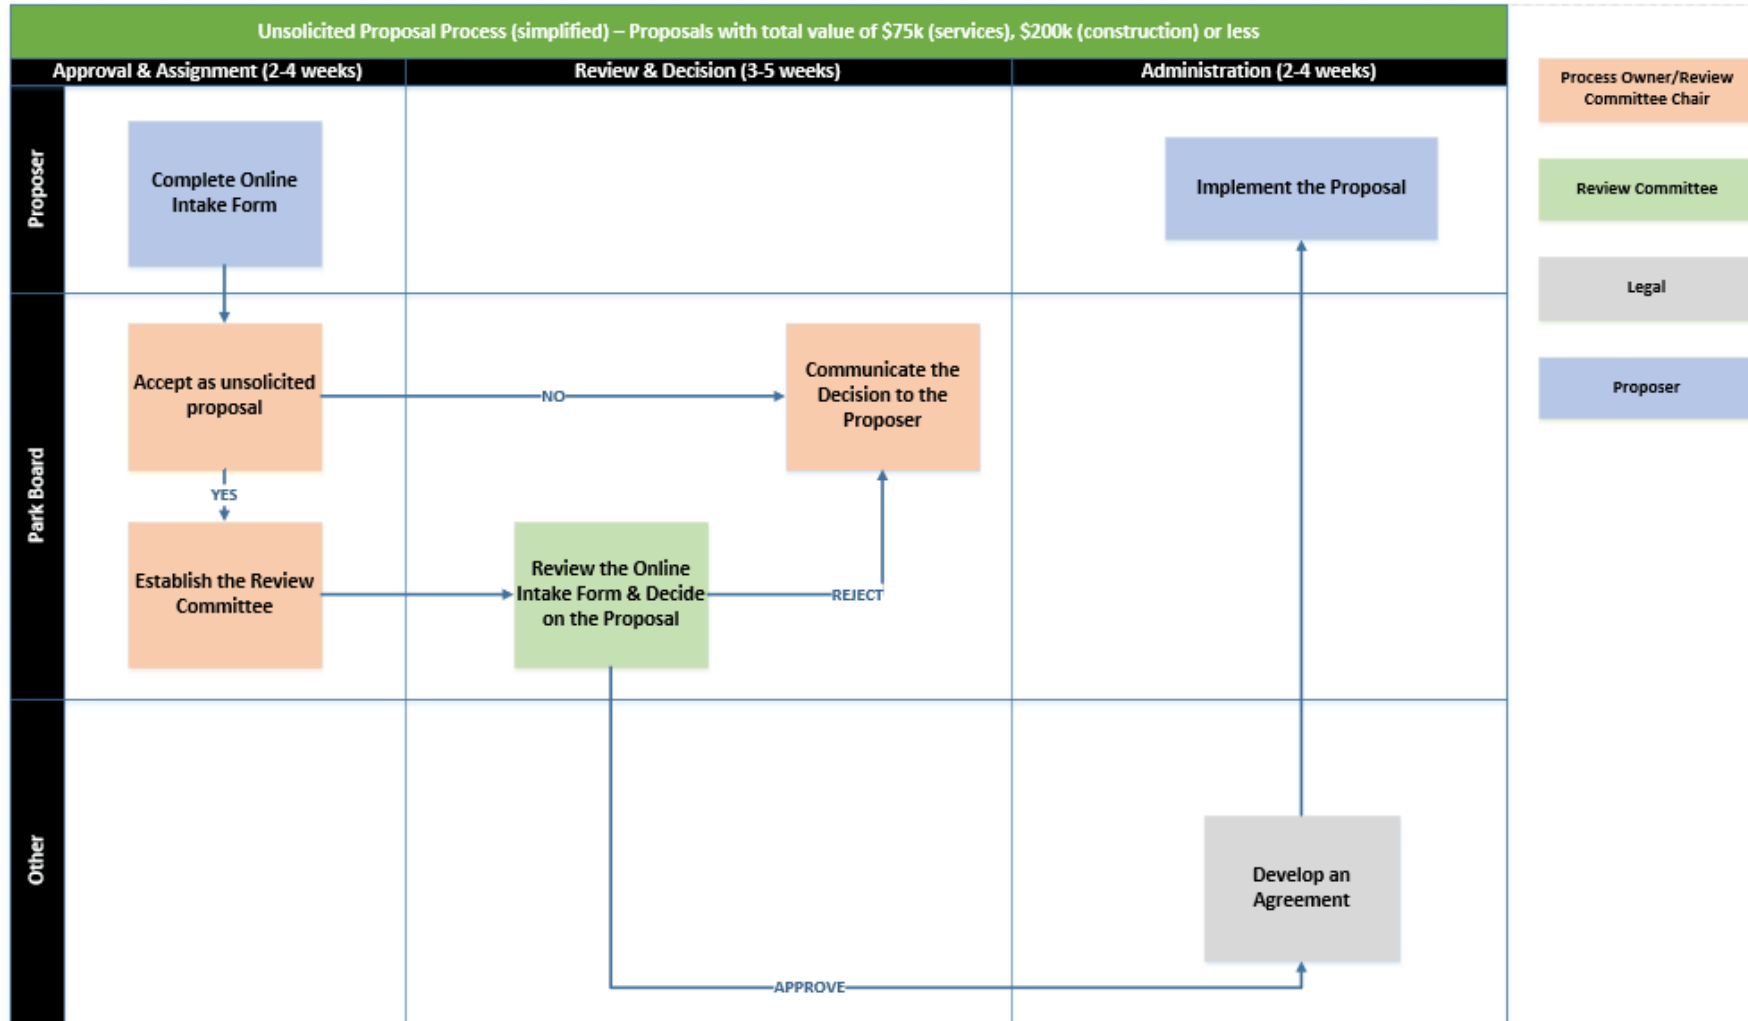 Unsolicited Proposal Process (simplified) – Proposals with total value of $75k (services), $200k (construction) or less
Approval & Assignment (2-4 weeks)
Review & Decision (3-5 weeks)
Administration (2-4 weeks)
Proposer
Complete Online
Intake Form
Implement the Proposal
Park Board
Accept as unsolicited
proposal
NO
Communicate the
Decision to the
Proposer
YES
Establish the Review
Committee
Review the Online
Intake Form & Decide
on the Proposal
REJECT
Other
Develop an
Agreement
APPROVE
Process Owner/Review
Committee Chair
Review Committee
Legal
Proposer